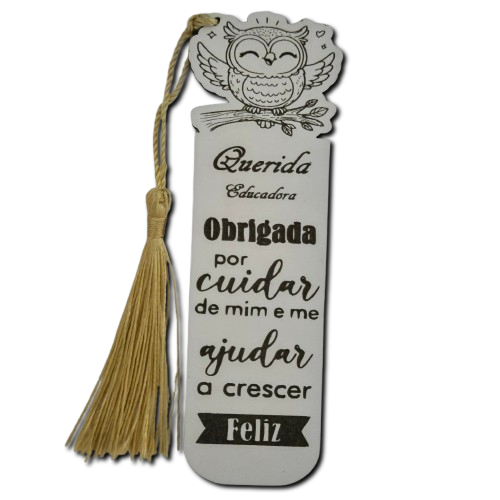 Querida
Educadora
Obrigada
por
cuidar
de mim e me
ajudar
a crescer
Feliz